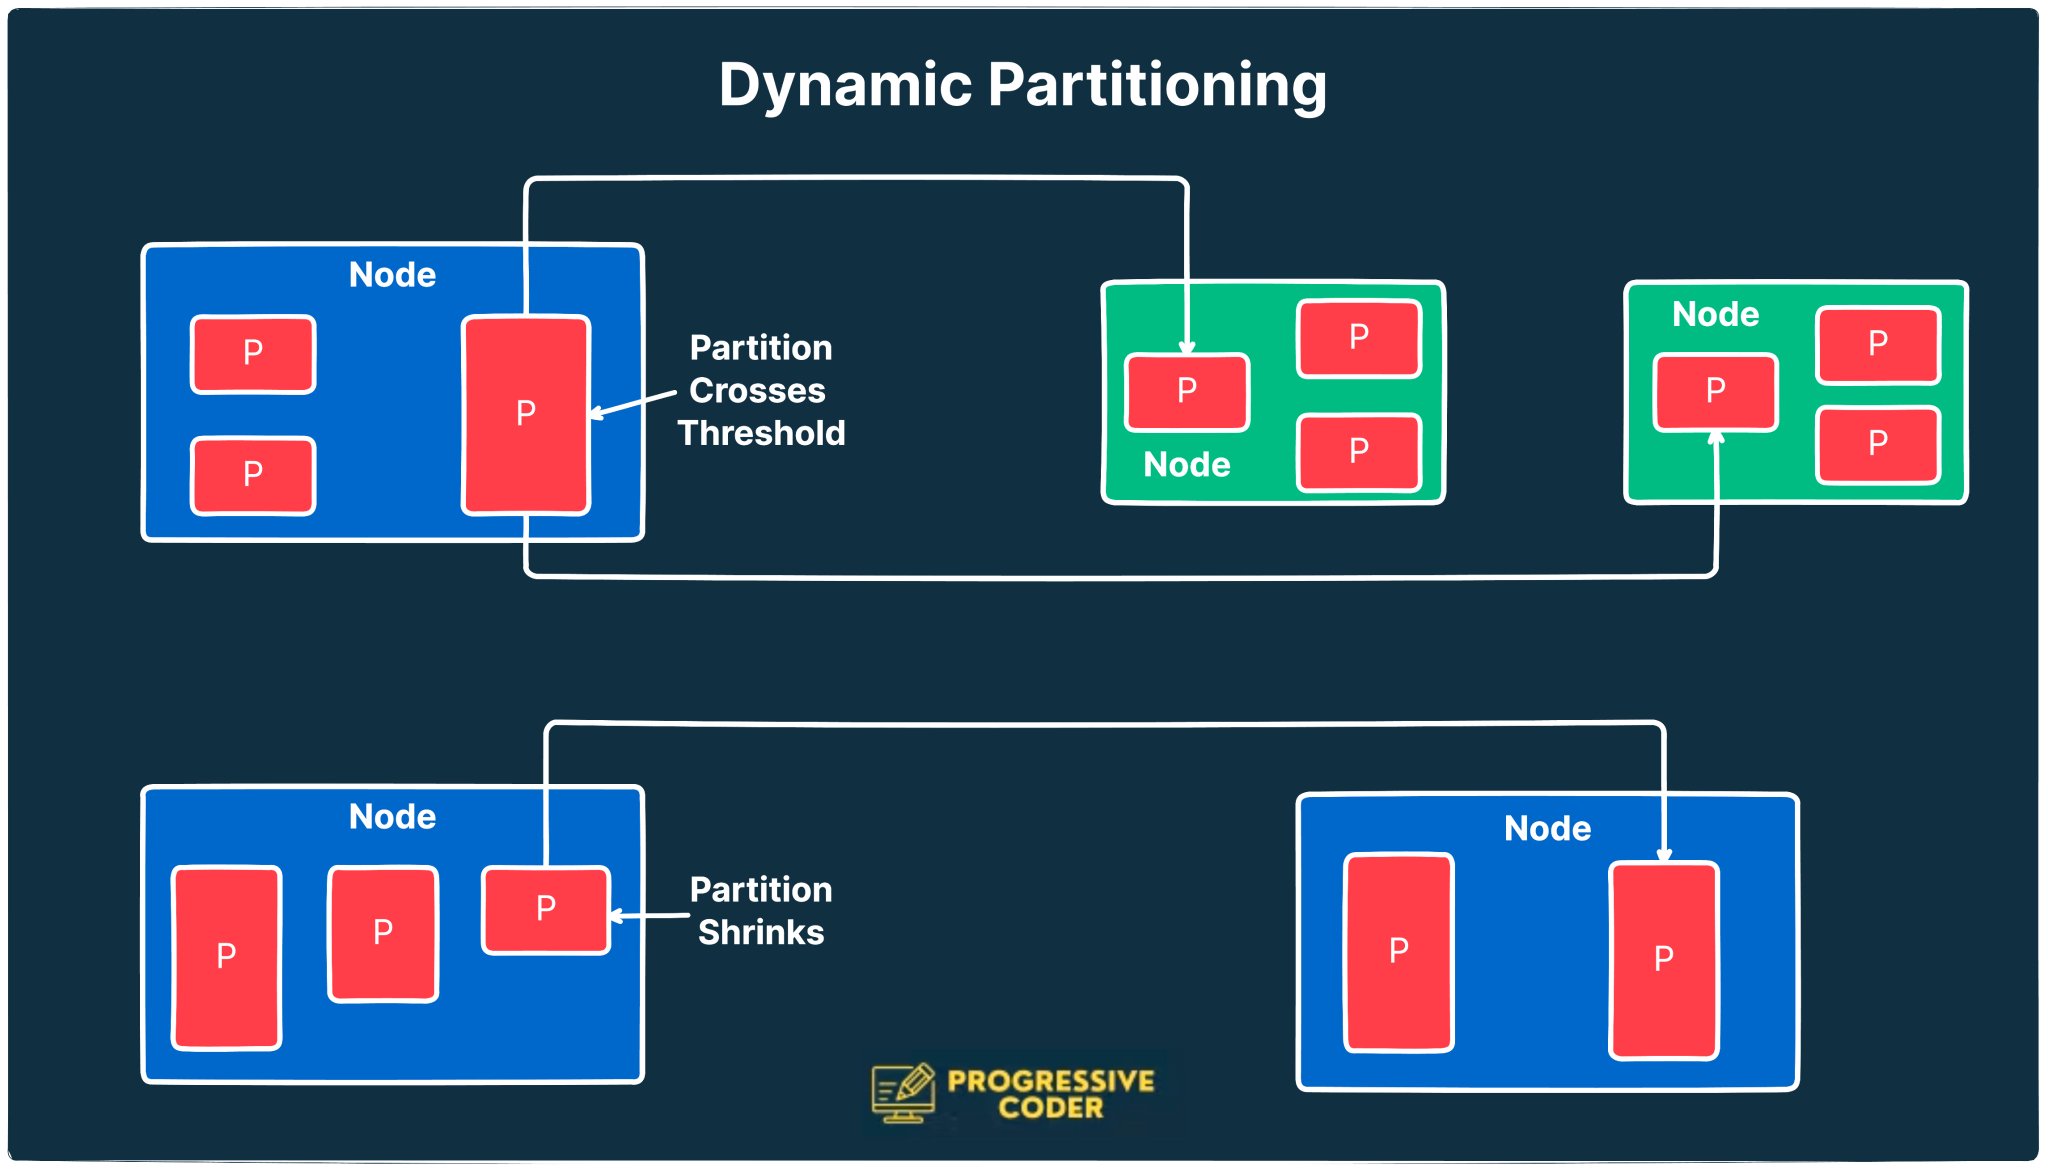 Dynamic Partitioning
Node
P
P
P
Partition
Crosses
Threshold
P
P
P
Node
Node
P
P
P
Node
P
P
P
Partition
Shrinks
Node
P
P
PROGRESSIVE
CODER